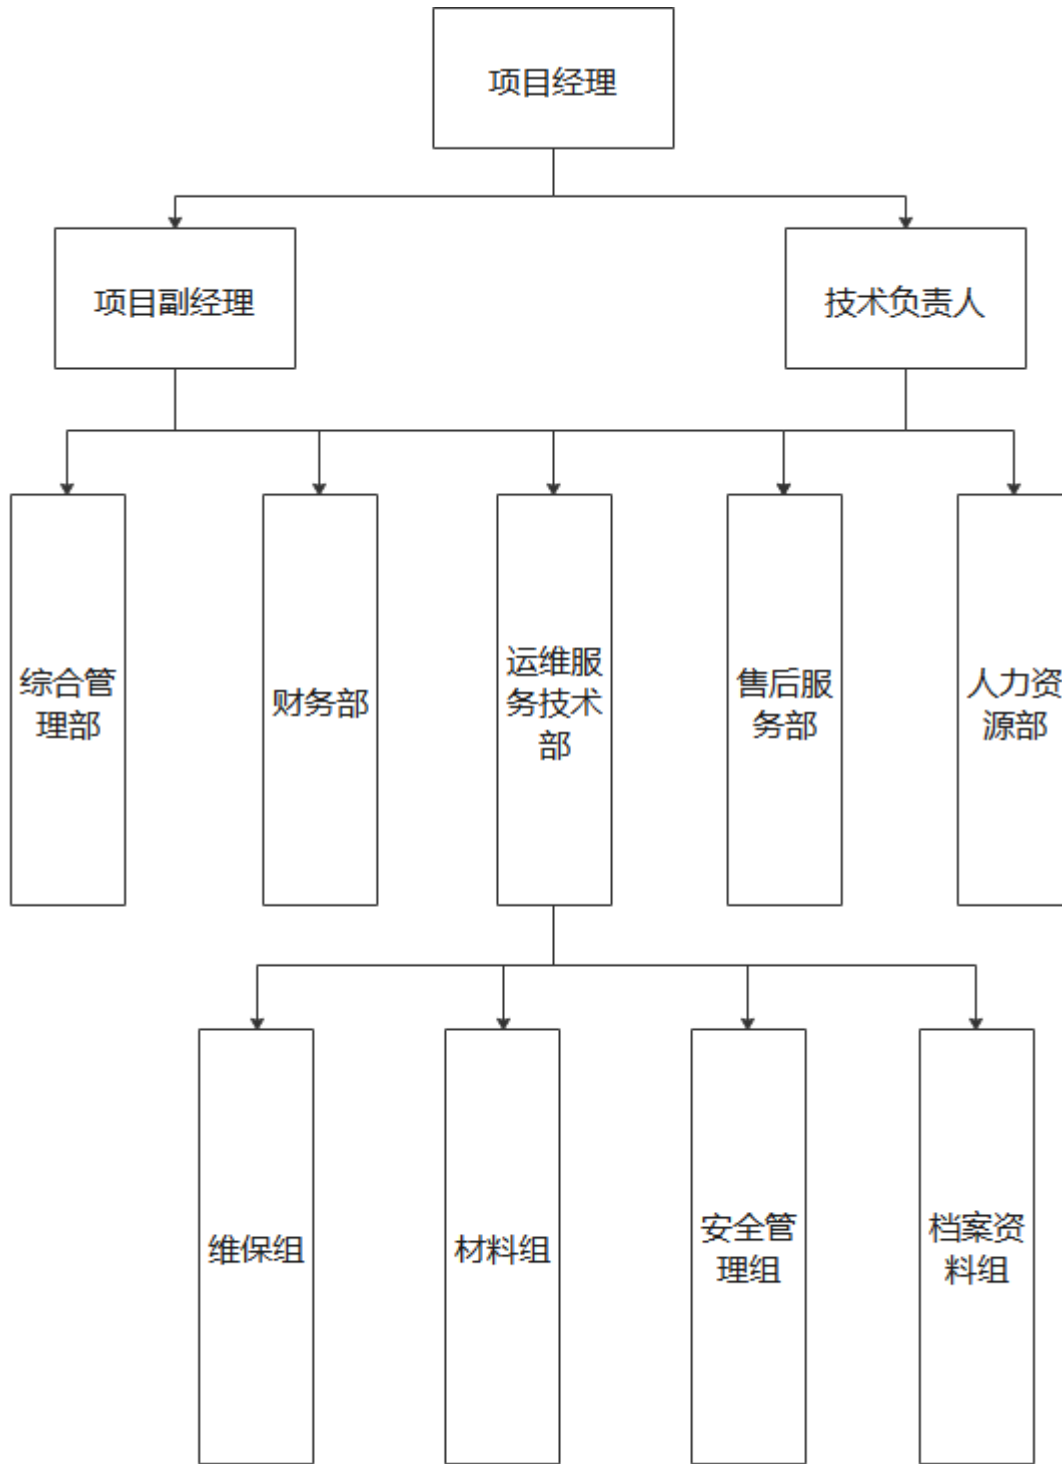 项目经理
项目副经理
技术负责人
综合管
理部
财务部
运维服
务技术
部
售后服
务部
人力资
源部
维保组
材料组
安全管
理组
档案资
料组